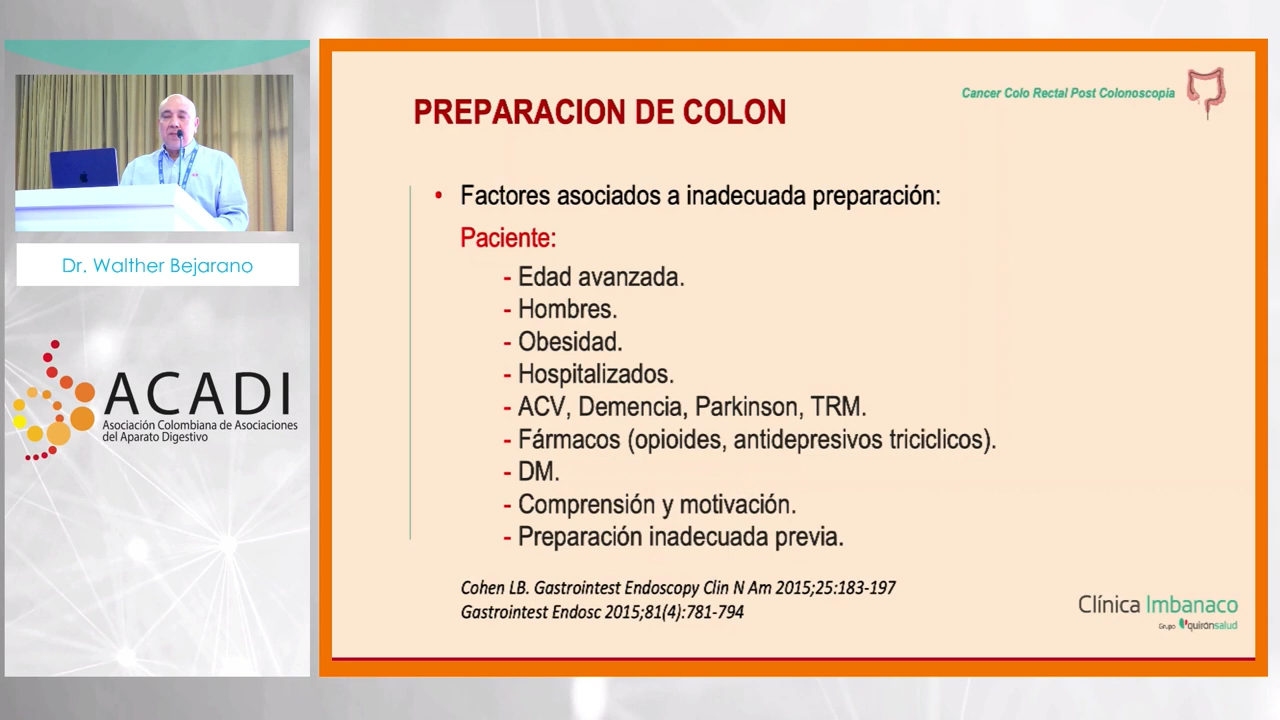 Dr. Walther Bejarano
ACADI
Asociación Colombiana de Asociaciones
del Aparato Digestivo
Cancer Colo Rectal Post Colonoscopía
PREPARACION DE COLON
• Factores asociados a inadecuada preparación:
Paciente:
- Edad avanzada.
- Hombres.
- Obesidad.
- Hospitalizados.
- ACV, Demencia, Parkinson, TRM.
- Fármacos (opioides, antidepresivos triciclicos).
- DM.
- Comprensión y motivación.
- Preparación inadecuada previa.
Cohen LB. Gastrointest Endoscopy Clin N Am 2015;25:183-197
Gastrointest Endosc 2015;81(4):781-794
Clínica Imbanaco
Grupo quirónsalud